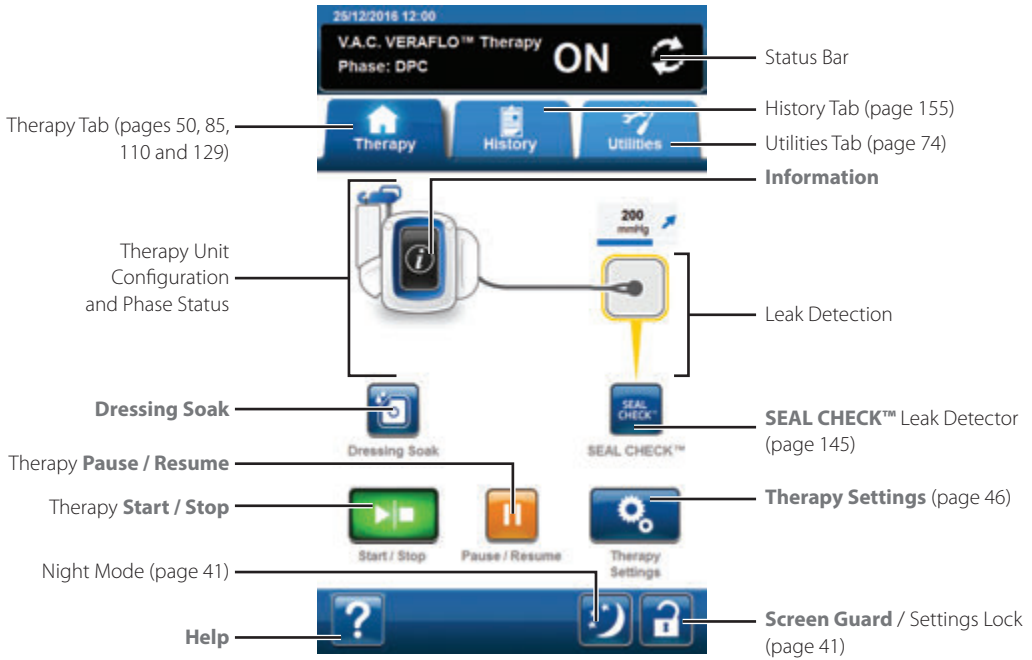 25/12/2016 12:00
V.A.C. VERAFLO™ Therapy
Phase: DPC
ON
Status Bar
History Tab (page 155)
Therapy Tab (pages 50, 85,
110 and 129)
Therapy
History
Utilities
Utilities Tab (page 74)
Information
200
mmHg
Therapy Unit
Configuration
and Phase Status
i
Leak Detection
SEAL
CHECK™
Dressing Soak
SEAL CHECK™ Leak Detector
(page 145)
Dressing Soak
SEAL CHECK™
Therapy Pause / Resume
Therapy Start / Stop
Therapy Settings (page 46)
Start / Stop
Pause / Resume
Therapy
Settings
Night Mode (page 41)
?
Help
Screen Guard / Settings Lock
(page 41)